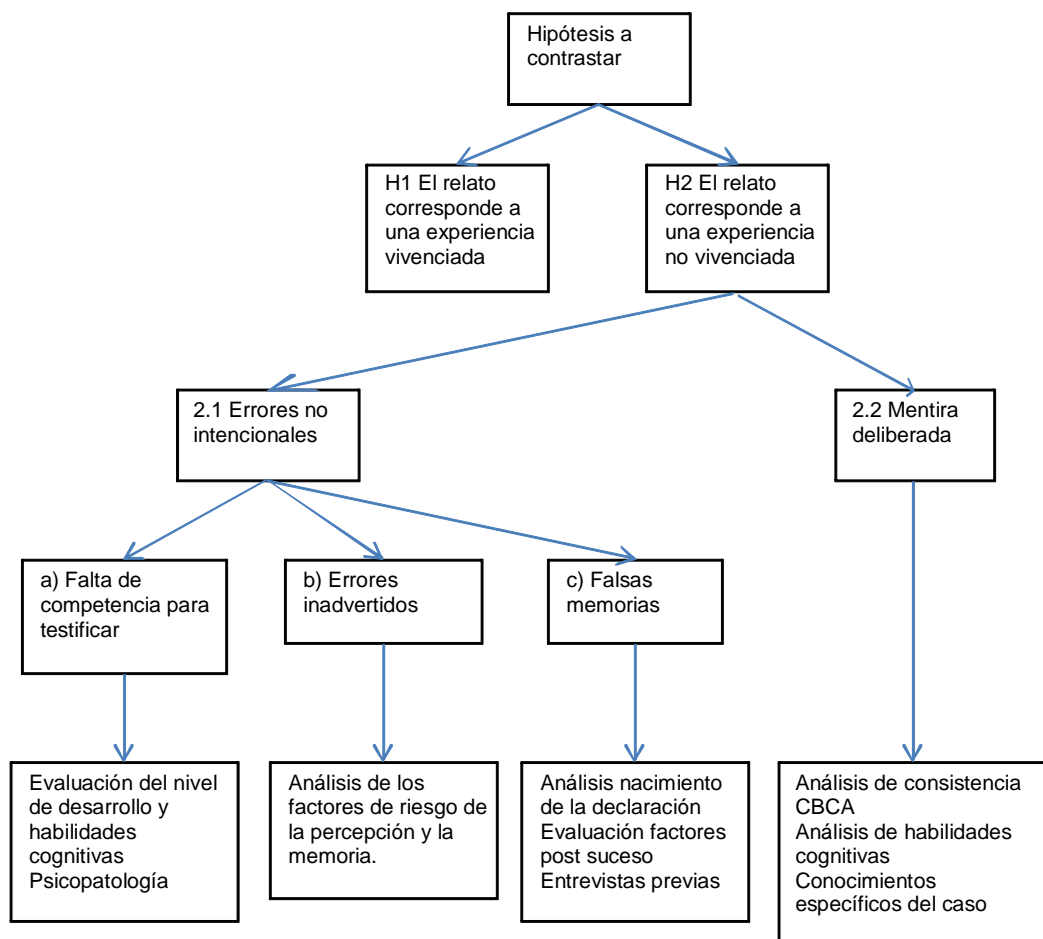 Hipótesis a
contrastar
H1 El relato
corresponde a
una experiencia
vivenciada
H2 El relato
corresponde a
una experiencia
no vivenciada
2.1 Errores no
intencionales
2.2 Mentira
deliberada
a) Falta de
competencia para
testificar
b) Errores
inadvertidos
c) Falsas
memorias
Evaluación del nivel
de desarrollo y
habilidades
cognitivas
Psicopatología
Análisis de los
factores de riesgo de
la percepción y la
memoria.
Análisis nacimiento
de la declaración
Evaluación factores
post suceso
Entrevistas previas
Análisis de consistencia
CBCA
Análisis de habilidades
cognitivas
Conocimientos
específicos del caso